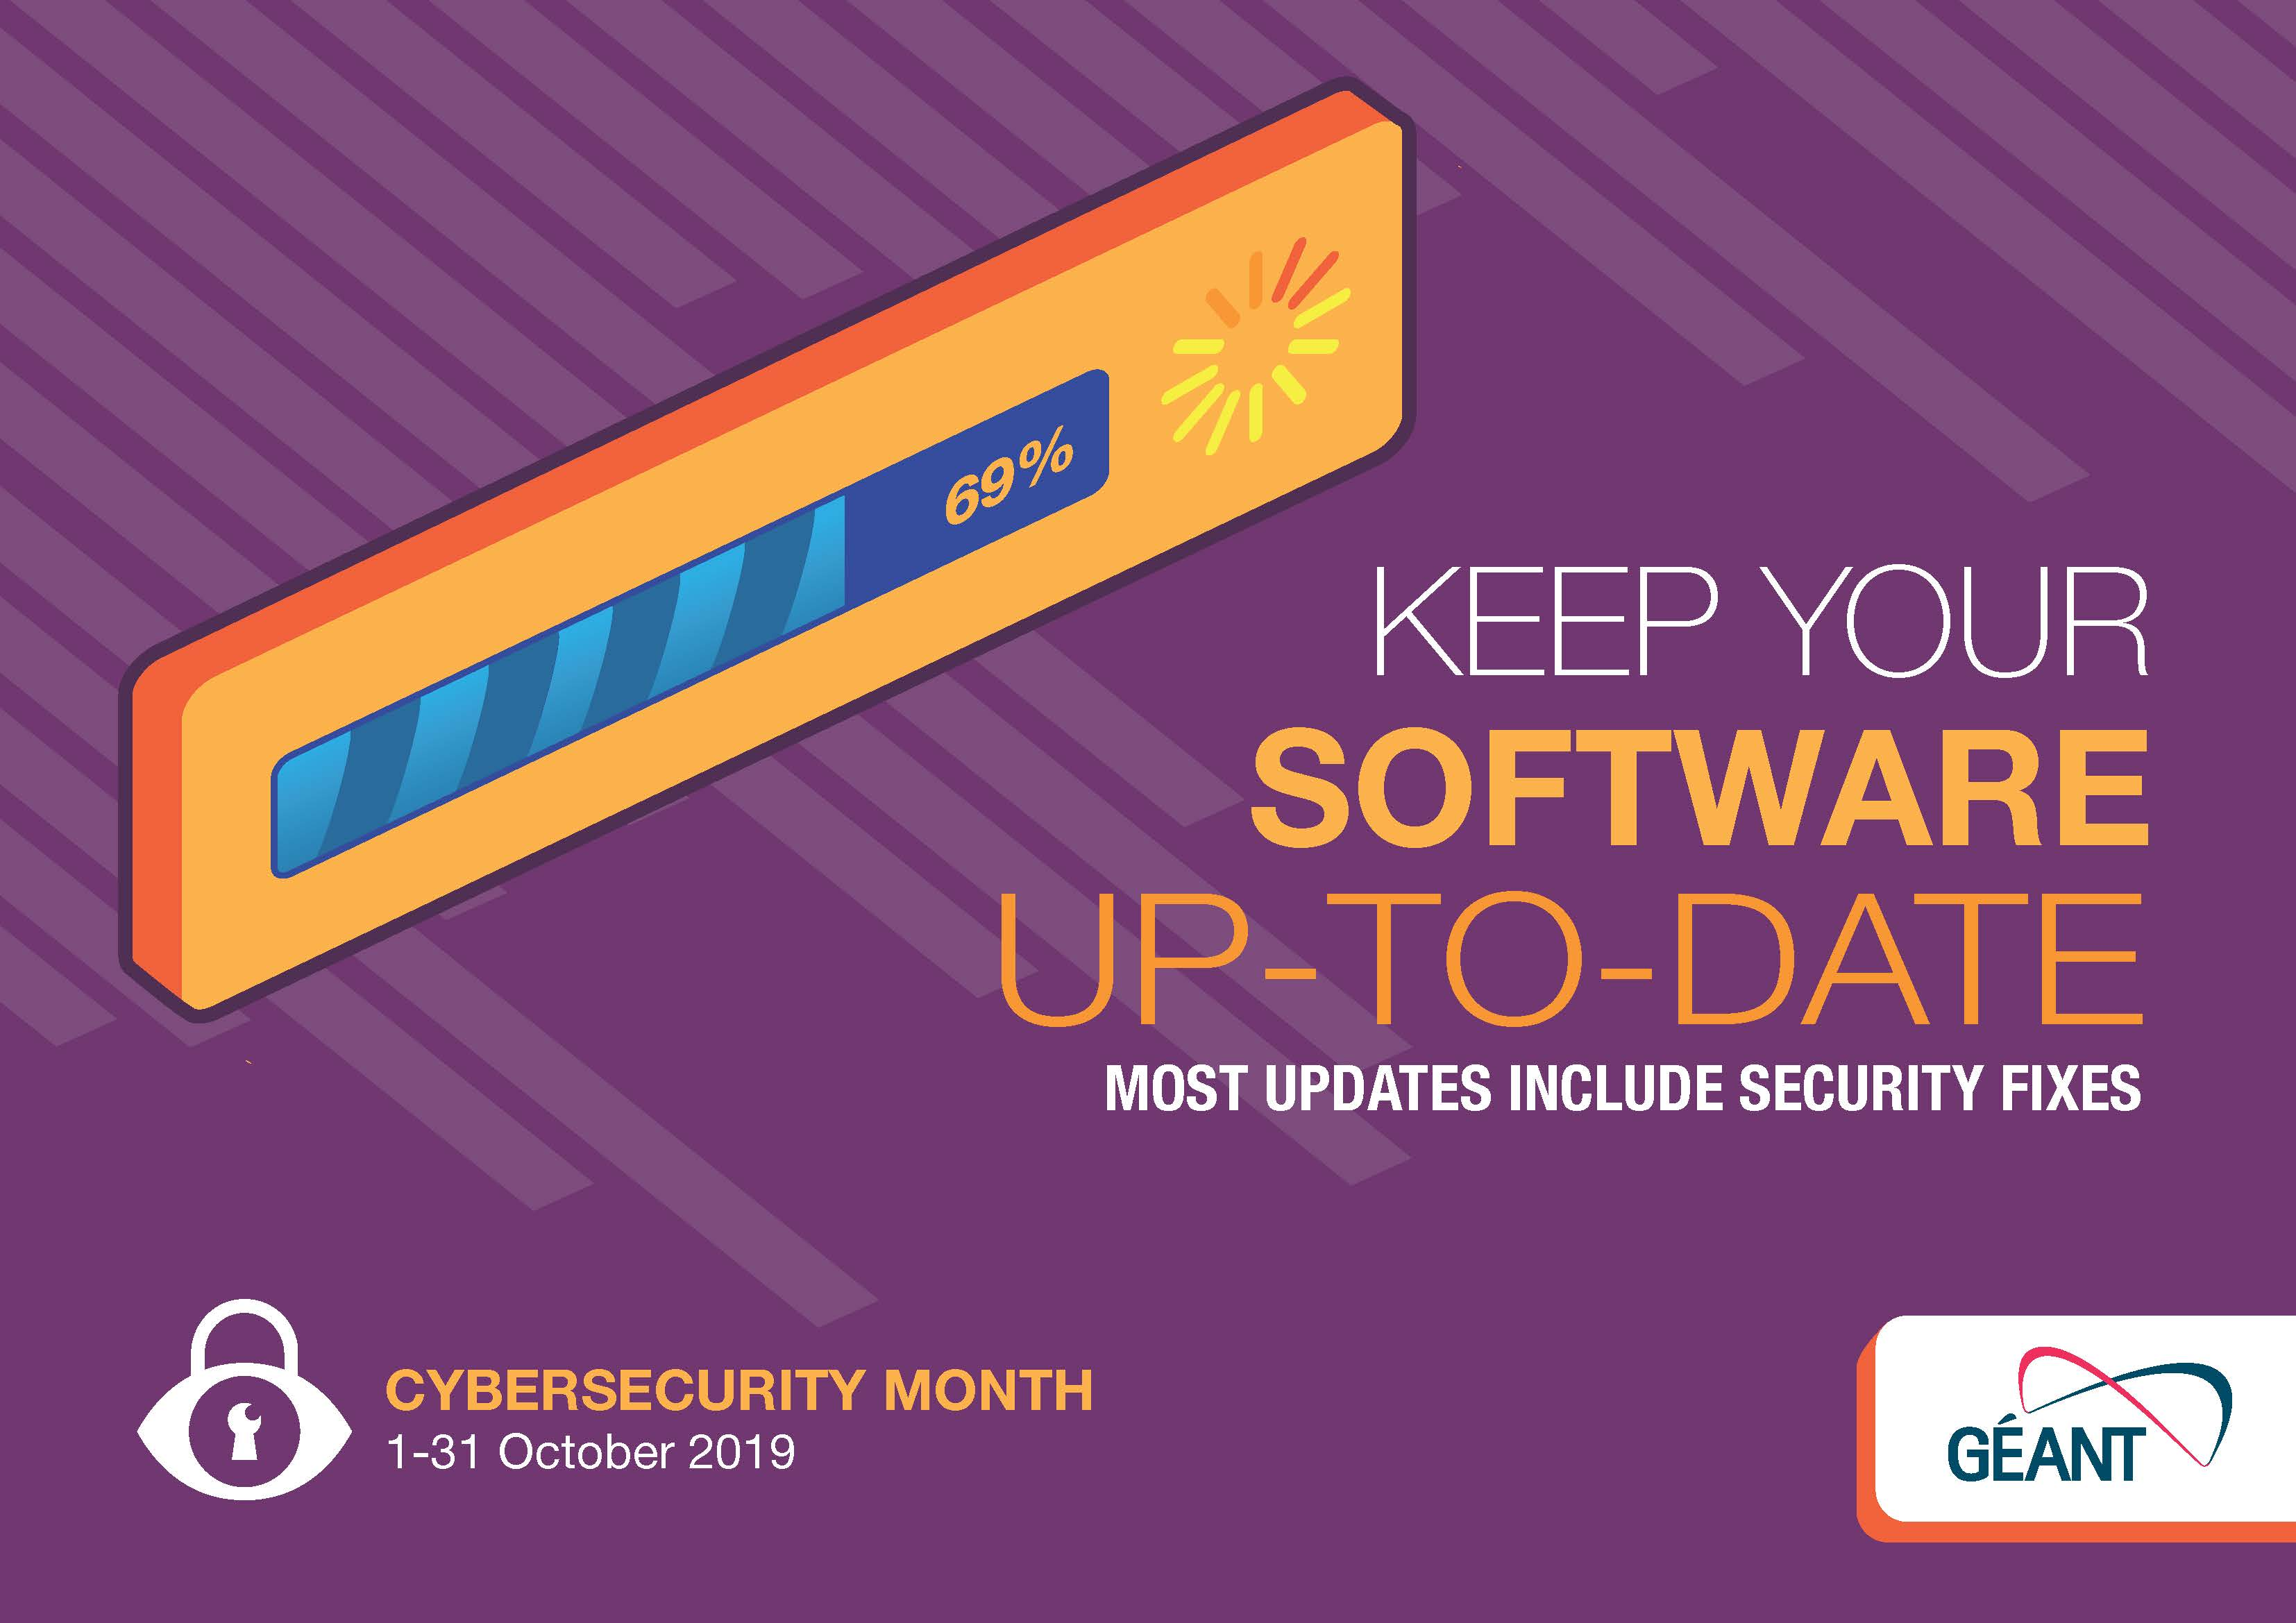 69%
KEEP YOUR
SOFTWARE
UP-TO-DATE
MOST UPDATES INCLUDE SECURITY FIXES
CYBERSECURITY MONTH
1-31 October 2019
GÉANT